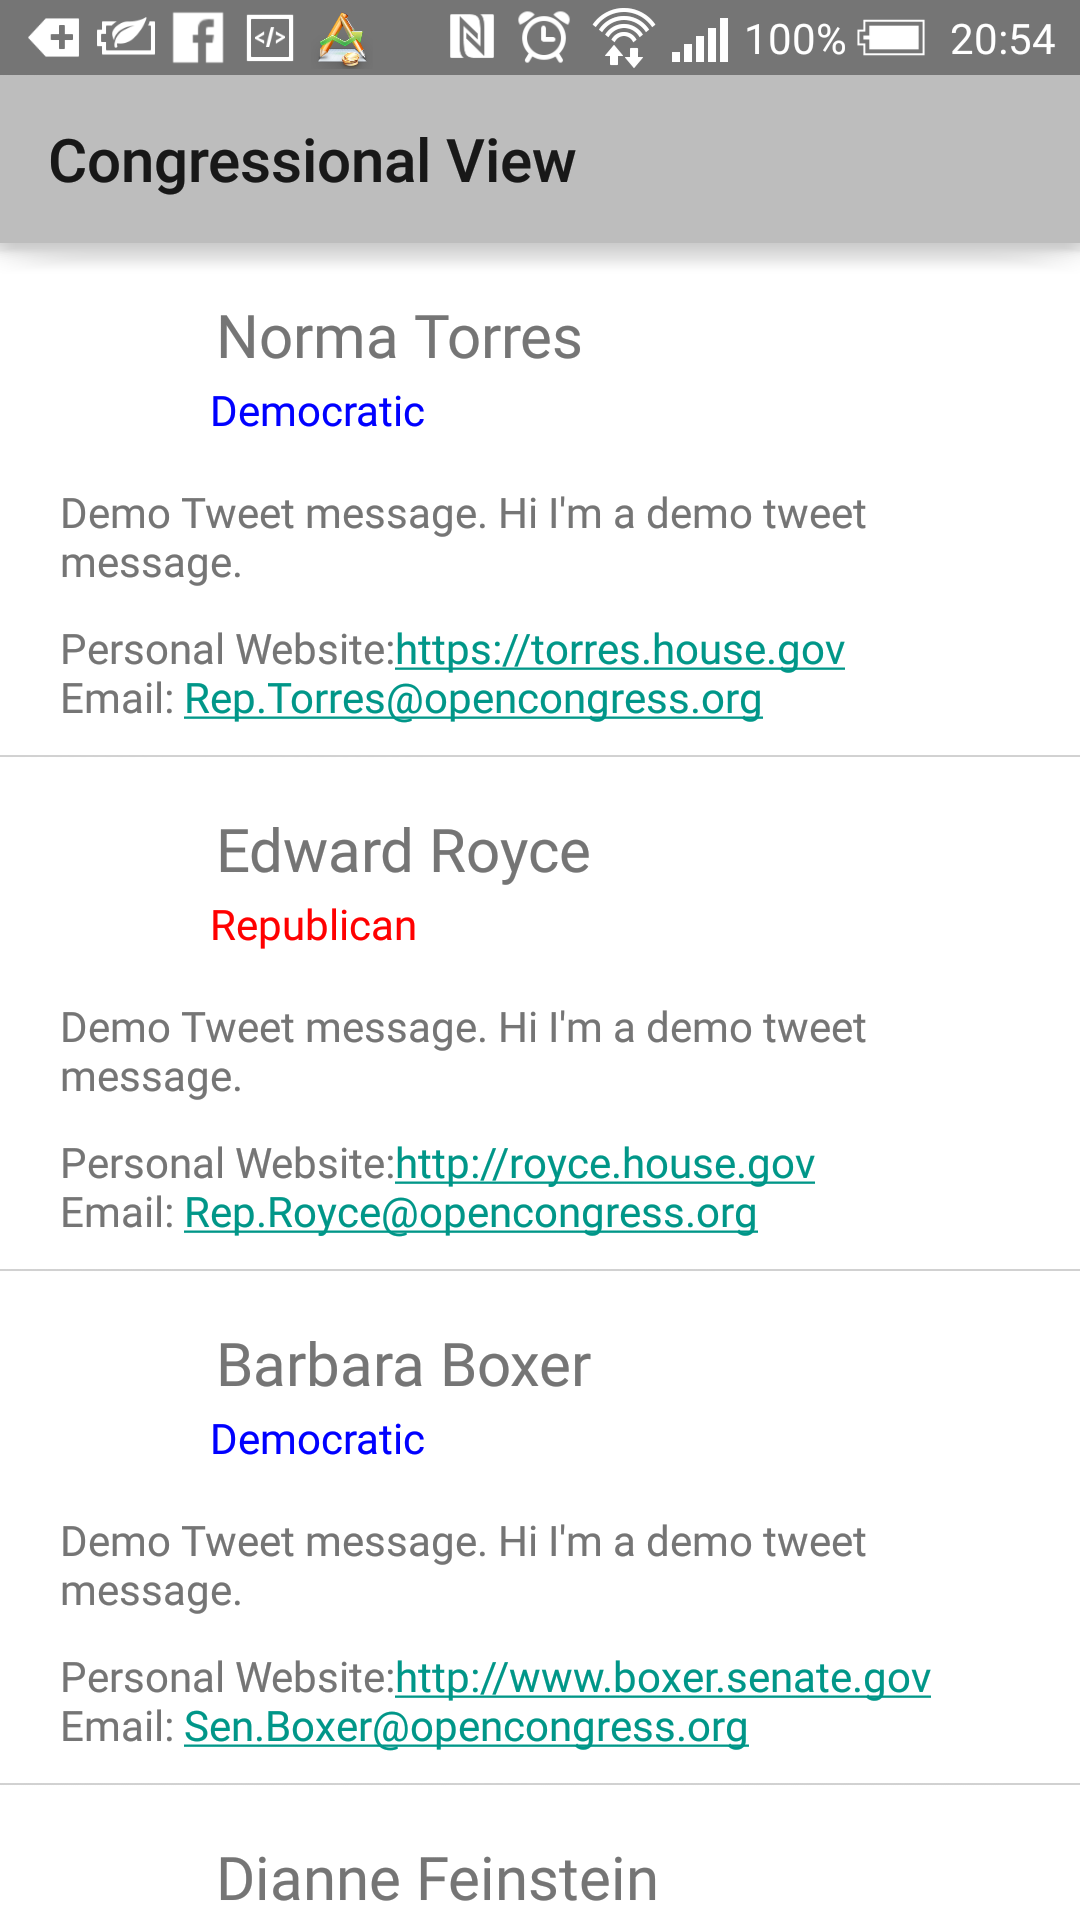 100% 20:54
Congressional View
Norma Torres
Democratic
Demo Tweet message. Hi I'm a demo tweet
message.
Personal Website:https://torres.house.gov
Email: Rep.Torres@opencongress.org
Edward Royce
Republican
Demo Tweet message. Hi I'm a demo tweet
message.
Personal Website:http://royce.house.gov
Email: Rep.Royce@opencongress.org
Barbara Boxer
Democratic
Demo Tweet message. Hi I'm a demo tweet
message.
Personal Website:http://www.boxer.senate.gov
Email: Sen.Boxer@opencongress.org
Dianne Feinstein